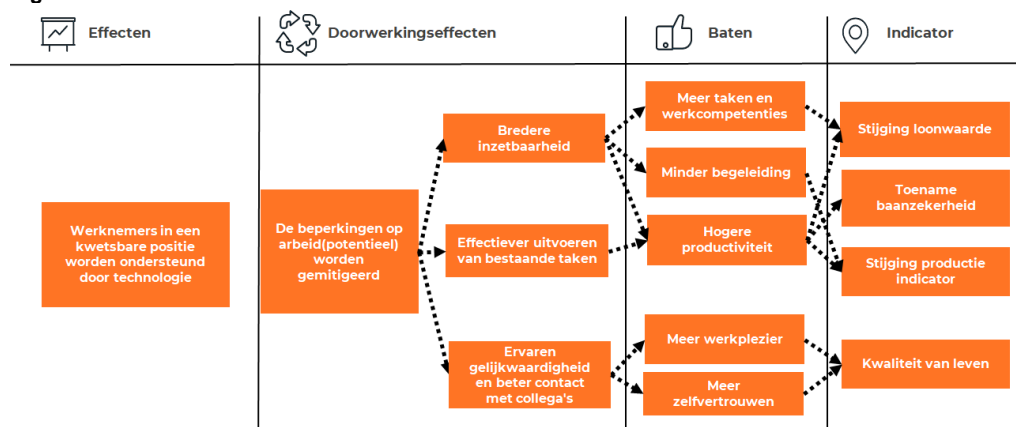 Effecten
Doorwerkingseffecten
Baten
Indicator
Werknemers in een
kwetsbare positie
worden ondersteund
door technologie
De beperkingen op
arbeid(potentieel)
worden
gemitigeerd
Bredere
inzetbaarheid
Effectiever uitvoeren
van bestaande taken
Ervaren
gelijkwaardigheid
en beter contact
met collega's
Meer taken en
werkcompetenties
Minder begeleiding
Hogere
productiviteit
Meer werkplezier
Meer
zelfvertrouwen
Stijging loonwaarde
Toename
baanzekerheid
Stijging productie
indicator
Kwaliteit van leven